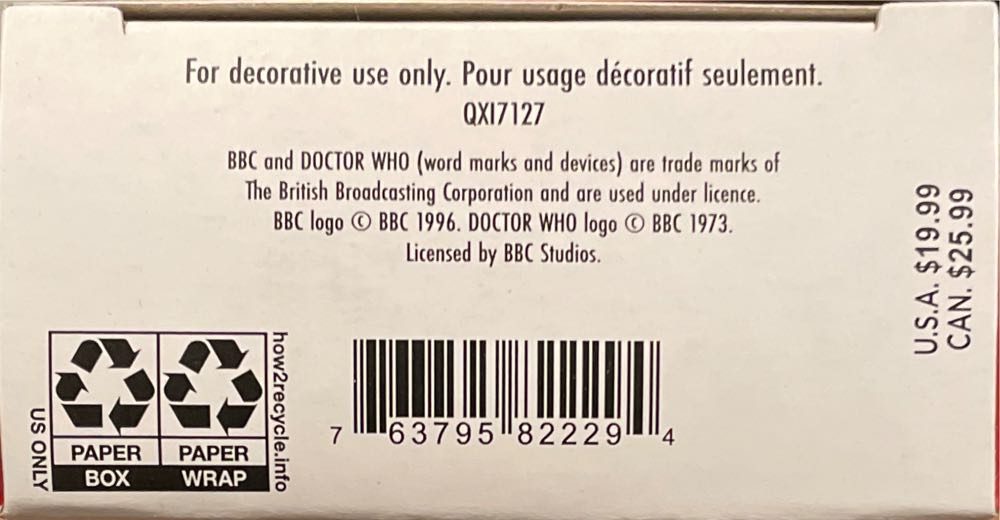 For decorative use only. Pour usage décoratif seulement.
QXI7127
BBC and DOCTOR WHO (word marks and devices) are trade marks of
The British Broadcasting Corporation and are used under licence.
BBC logo © BBC 1996. DOCTOR WHO logo © BBC 1973.
Licensed by BBC Studios.
U.S.A. $19.99
CAN. $25.99
US ONLY
PAPER
BOX
PAPER
WRAP
how2recycle.info
7 63795 82229 4